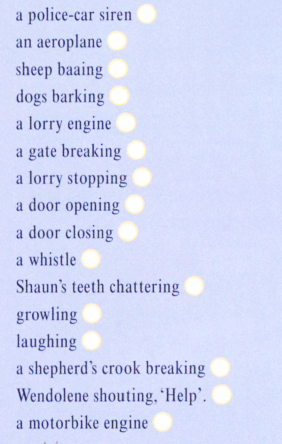 a police-car siren
an aeroplane
sheep baaing
dogs barking
a lorry engine
a gate breaking
a lorry stopping
a door opening
a door closing
a whistle
Shaun's teeth chattering
growling
laughing
a shepherd's crook breaking
Wendolene shouting, 'Help'.
a motorbike engine